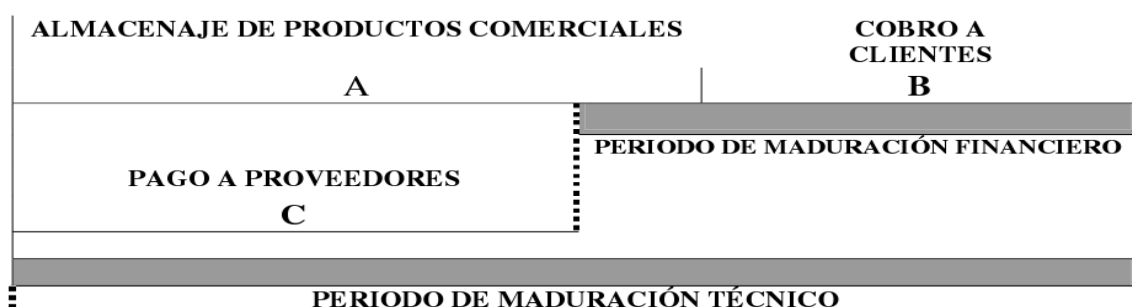 ALMACENAJE DE PRODUCTOS COMERCIALES
A
COBRO A
CLIENTES
B
PERIODO DE MADURACIÓN FINANCIERO
PAGO A PROVEEDORES
C
PERIODO DE MADURACIÓN TÉCNICO